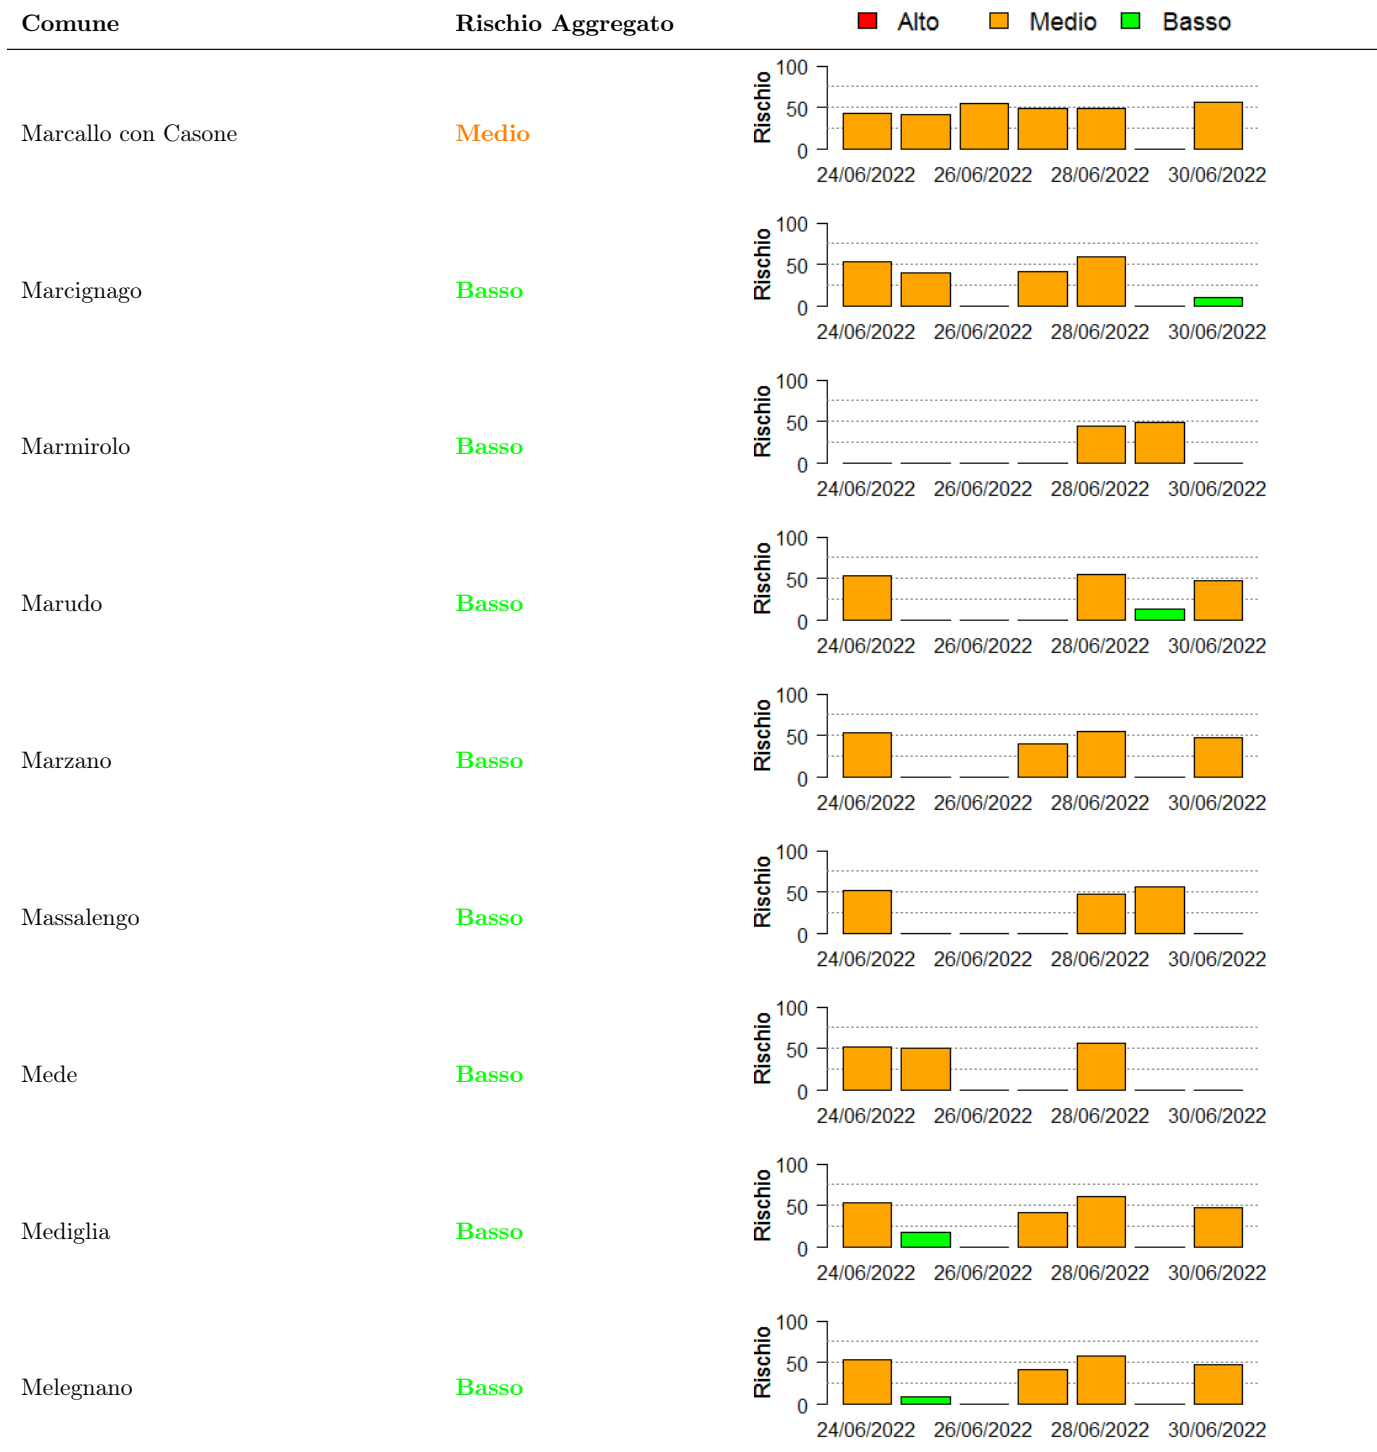 Comune Rischio Aggregato Alto Medio Basso
100
50
0
Rischio
Marcallo con Casone Medio
24/06/2022 26/06/2022 28/06/2022 30/06/2022
100
50
0
Rischio
Marcignago Basso
24/06/2022 26/06/2022 28/06/2022 30/06/2022
100
50
0
Rischio
Marmirolo Basso
24/06/2022 26/06/2022 28/06/2022 30/06/2022
100
50
0
Rischio
Marudo Basso
24/06/2022 26/06/2022 28/06/2022 30/06/2022
100
50
0
Rischio
Marzano Basso
24/06/2022 26/06/2022 28/06/2022 30/06/2022
100
50
0
Rischio
Massalengo Basso
24/06/2022 26/06/2022 28/06/2022 30/06/2022
100
50
0
Rischio
Mede Basso
24/06/2022 26/06/2022 28/06/2022 30/06/2022
100
50
0
Rischio
Mediglia Basso
24/06/2022 26/06/2022 28/06/2022 30/06/2022
100
50
0
Rischio
Melegnano Basso
24/06/2022 26/06/2022 28/06/2022 30/06/2022